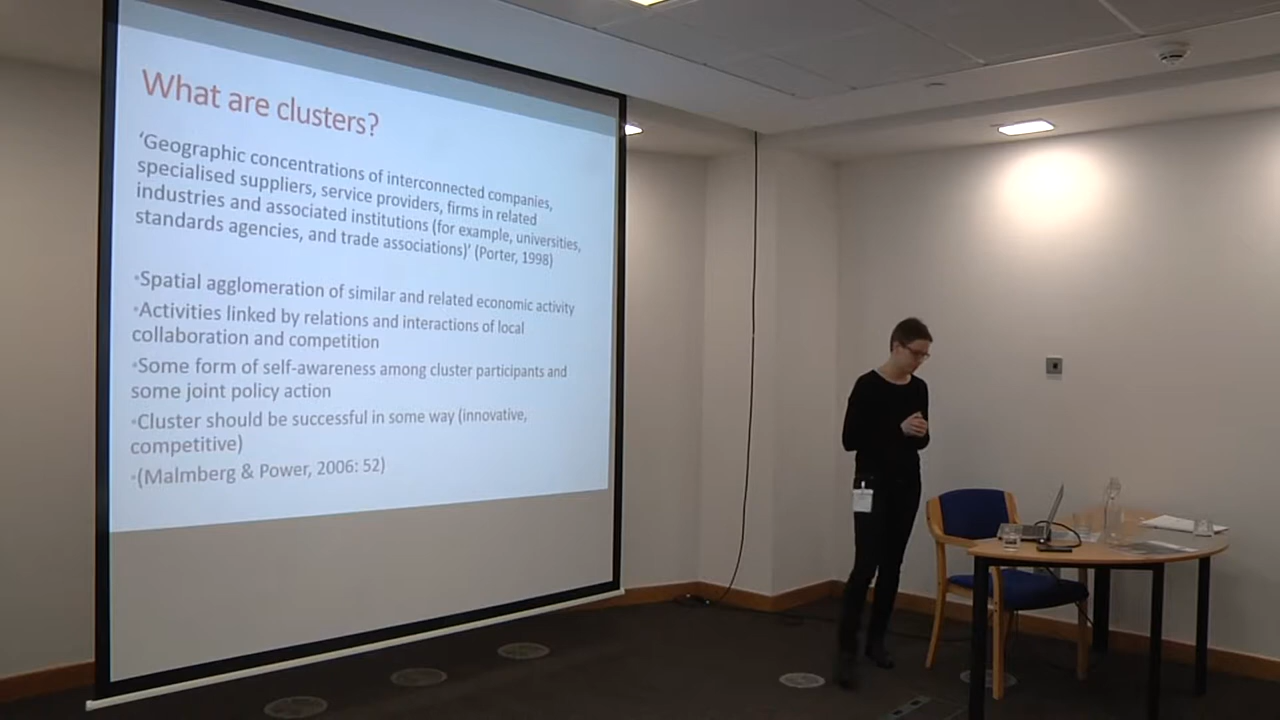 What are clusters?
‘Geographic concentrations of interconnected companies,
specialised suppliers, service providers, firms in related
industries and associated institutions (for example, universities,
standards agencies, and trade associations)’ (Porter, 1998)
•Spatial agglomeration of similar and related economic activity
•Activities linked by relations and interactions of local
collaboration and competition
•Some form of self-awareness among cluster participants and
some joint policy action
•Cluster should be successful in some way (innovative,
competitive)
•(Malmberg & Power, 2006: 52)